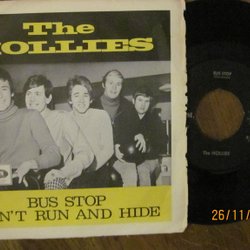 The
HOLLIES
BUS STOP
N'T RUN AND HIDE
BUS STOP
The HOLLIES
26/11/